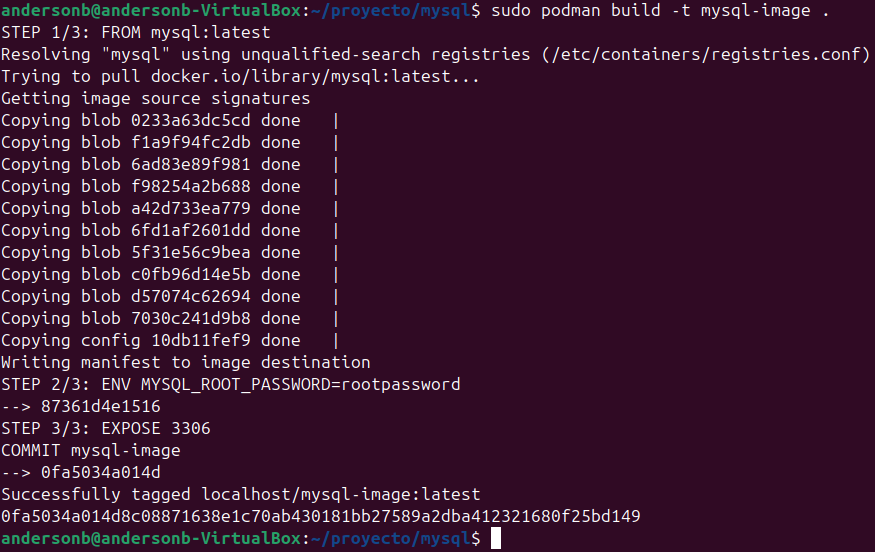 andersonb@andersonb-VirtualBox:~/proyecto/mysql$ sudo podman build -t mysql-image .
STEP 1/3: FROM mysql:latest
Resolving "mysql" using unqualified-search registries (/etc/containers/registries.conf)
Trying to pull docker.io/library/mysql:latest...
Getting image source signatures
Copying blob 0233a63dc5cd done   |
Copying blob f1a9f94fc2db done   |
Copying blob 6ad83e89f981 done   |
Copying blob f98254a2b688 done   |
Copying blob a42d733ea779 done   |
Copying blob 6fd1af2601dd done   |
Copying blob 5f31e56c9bea done   |
Copying blob c0fb96d14e5b done   |
Copying blob d57074c62694 done   |
Copying blob 7030c241d9b8 done   |
Copying config 10db11fef9 done   |
Writing manifest to image destination
STEP 2/3: ENV MYSQL_ROOT_PASSWORD=rootpassword
--> 87361d4e1516
STEP 3/3: EXPOSE 3306
COMMIT mysql-image
--> 0fa5034a014d
Successfully tagged localhost/mysql-image:latest
0fa5034a014d8c08871638e1c70ab430181bb27589a2dba412321680f25bd149
andersonb@andersonb-VirtualBox:~/proyecto/mysql$